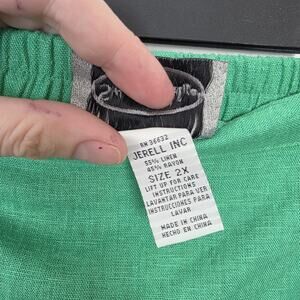 RN 36632
JERELL INC
55% LINEN
45% RAYON
SIZE 2X
LIFT UP FOR CARE
INSTRUCTIONS
LAVANTAR PARA VER
INSTRUCCIONES PARA
LAVAR
MADE IN CHINA
HECHO EN CHINA